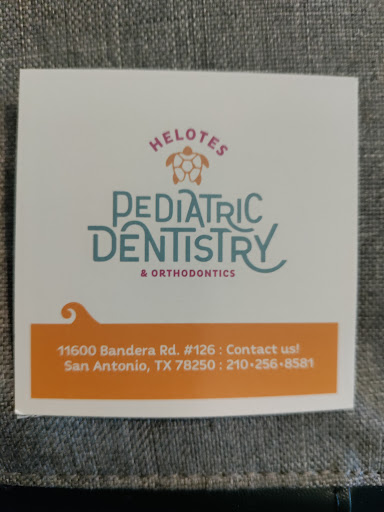 HELOTES
PEDIATRIC
DENTISTRY
& ORTHODONTICS
11600 Bandera Rd. #126 : Contact us!
San Antonio, TX 78250 : 210•256•8581